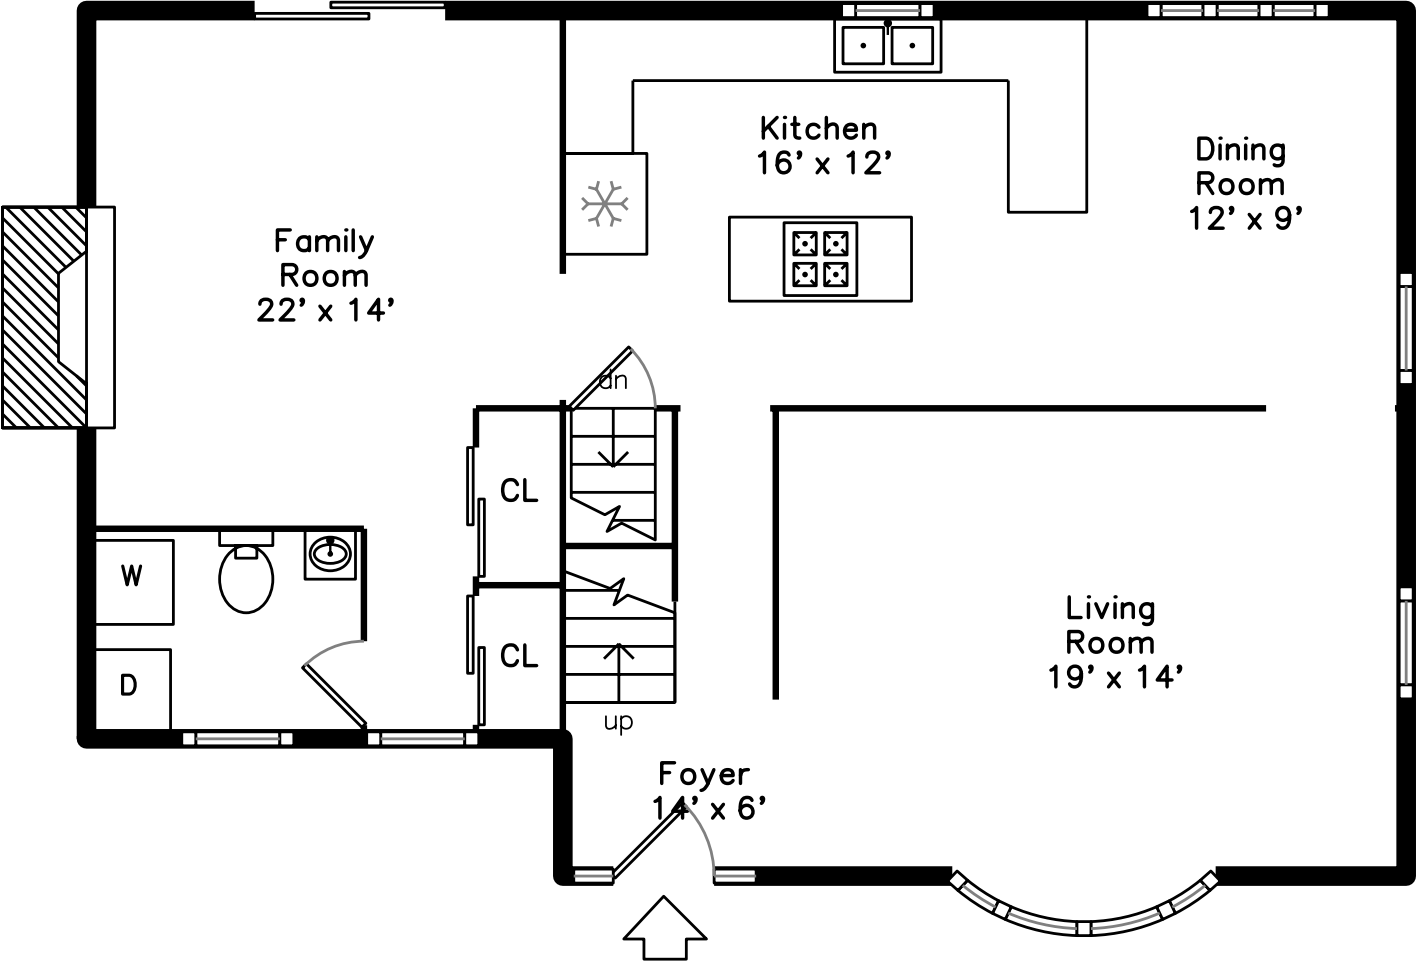 Kitchen
16’ x 12’
Dining
Room
12’ x 9’
Family
Room
22’ x 14’
dn
CL
W
D
CL
up
Living
Room
19’ x 14’
Foyer
14’ x 6’